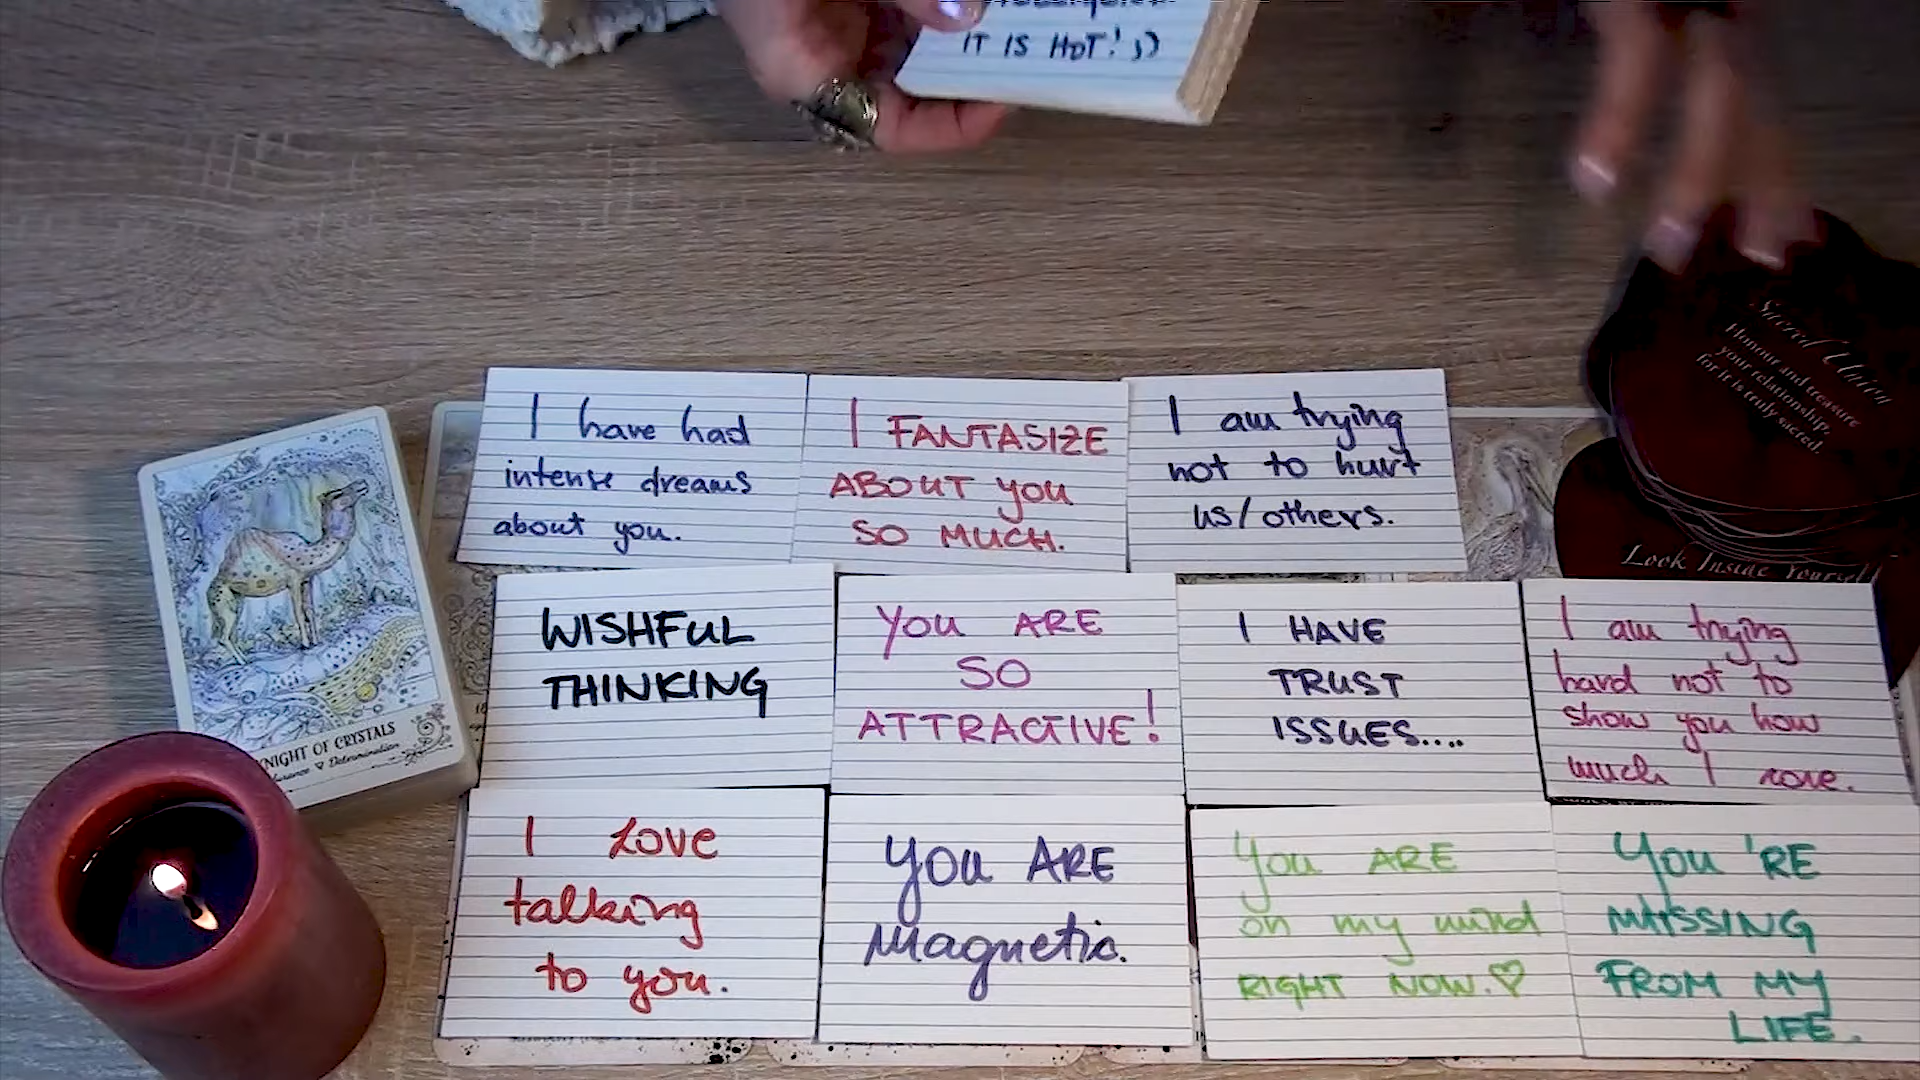 IT IS HOT! ;)
Sacred Union
Honour and treasure
your relationship,
for it is truly sacred.
Look Inside Yourself
I have had
intense dreams
about you.
I FANTASIZE
ABOUT YOU
SO MUCH.
I am trying
not to hurt
us/others.
WISHFUL
THINKING
YOU ARE
SO
ATTRACTIVE!
I HAVE
TRUST
ISSUES....
I am trying
hard not to
show you how
much I care.
KNIGHT OF CRYSTALS
Determination
I LOVE
talking
to you.
YOU ARE
Magnetic.
You ARE
on my mind
RIGHT NOW.♡
YOU'RE
MISSING
FROM MY
LIFE.